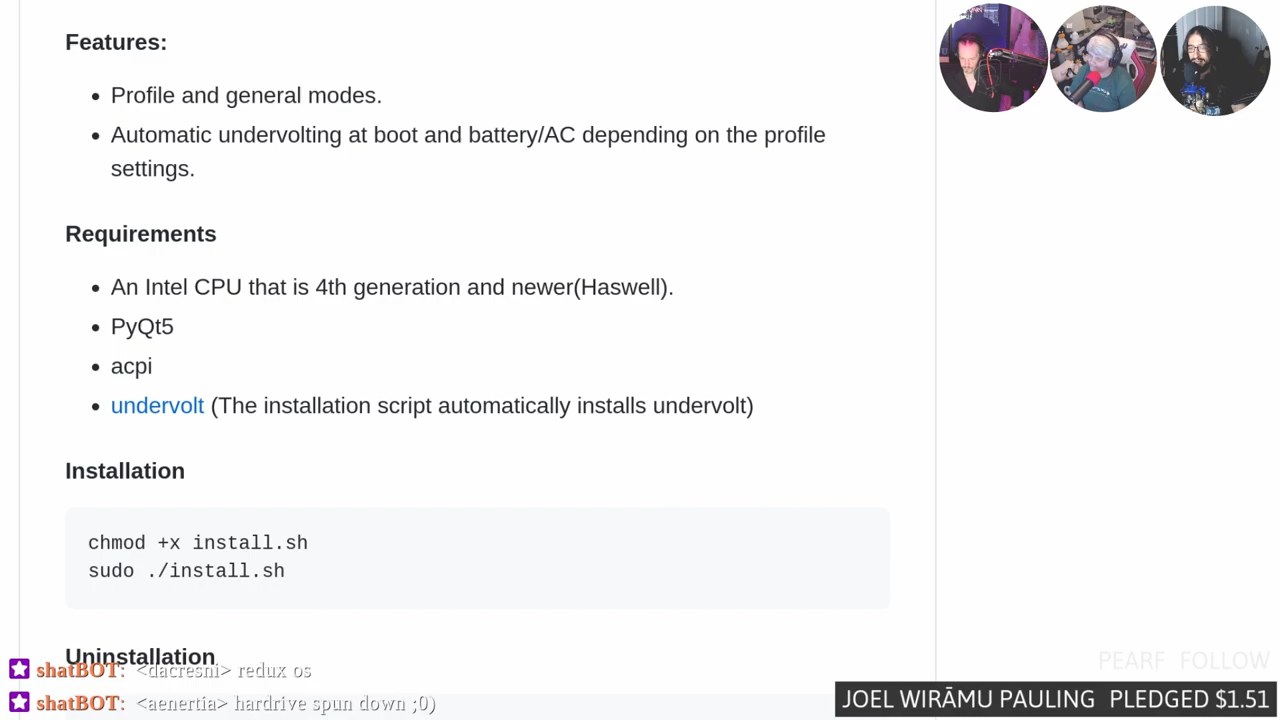 Features:
Profile and general modes.
Automatic undervolting at boot and battery/AC depending on the profile
settings.
Requirements
An Intel CPU that is 4th generation and newer(Haswell).
PyQt5
acpi
undervolt (The installation script automatically installs undervolt)
Installation
chmod +x install.sh
sudo ./install.sh
Uninstallation
shatBOT: <dacresni> redux os
shatBOT: <aenertia> hardrive spun down ;0)
PEARF FOLLOW
JOEL WIRĀMU PAULING PLEDGED $1.51